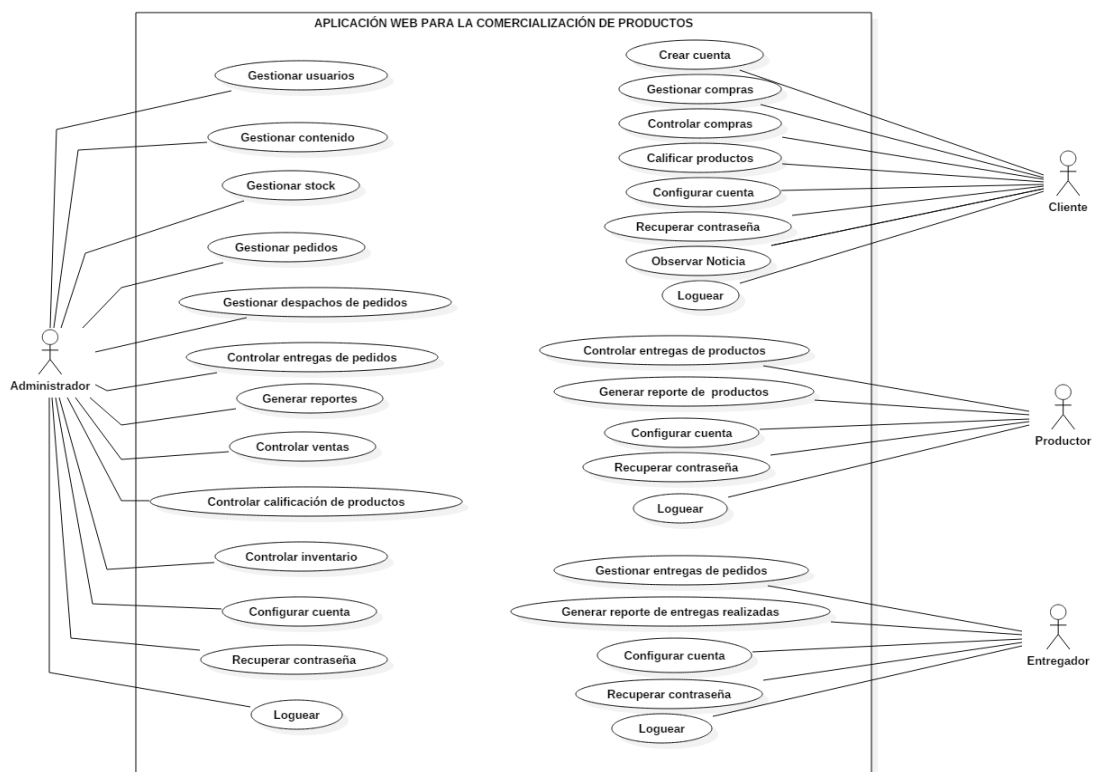 APLICACIÓN WEB PARA LA COMERCIALIZACIÓN DE PRODUCTOS
Gestionar usuarios
Gestionar contenido
Gestionar stock
Gestionar pedidos
Gestionar despachos de pedidos
Controlar entregas de pedidos
Generar reportes
Controlar ventas
Controlar calificación de productos
Controlar inventario
Configurar cuenta
Recuperar contraseña
Loguear
Administrador
Crear cuenta
Gestionar compras
Controlar compras
Calificar productos
Configurar cuenta
Recuperar contraseña
Observar Noticia
Loguear
Cliente
Controlar entregas de productos
Generar reporte de productos
Configurar cuenta
Recuperar contraseña
Loguear
Productor
Gestionar entregas de pedidos
Generar reporte de entregas realizadas
Configurar cuenta
Recuperar contraseña
Loguear
Entregador